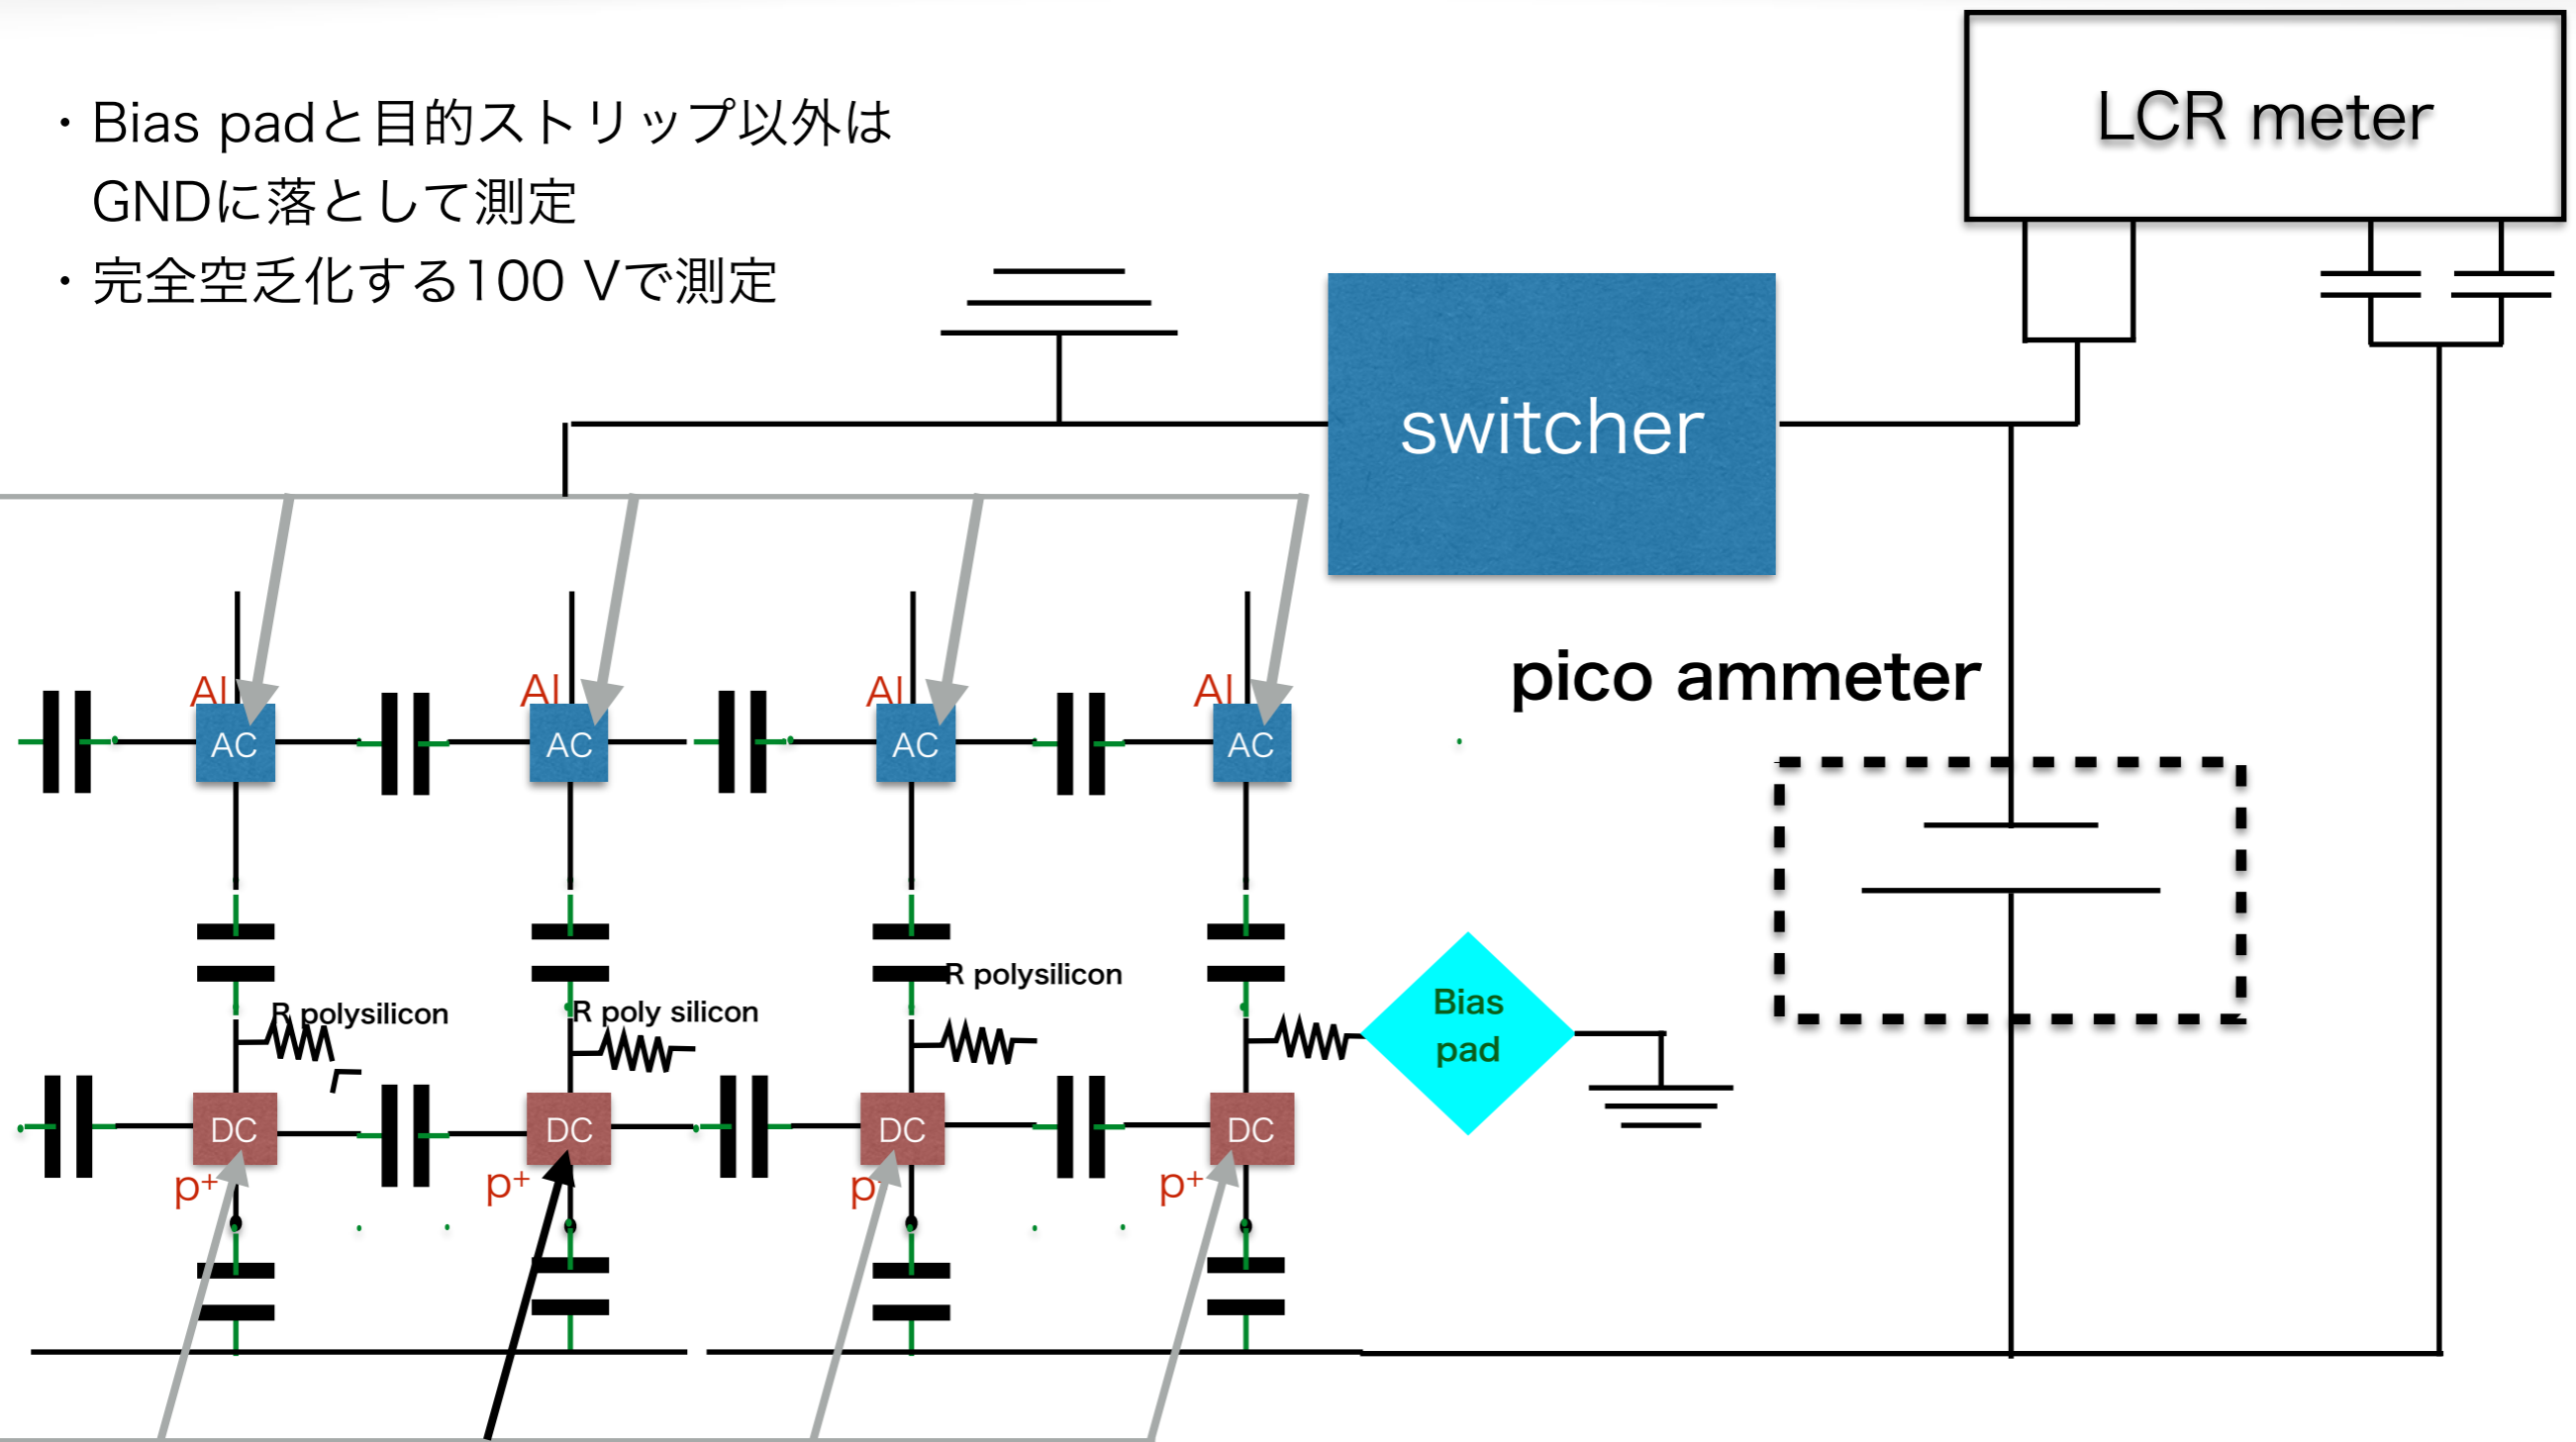 LCR meter
・Bias padと目的ストリップ以外は
GNDに落として測定
・完全空乏化する100 Vで測定
switcher
pico ammeter
Al
Al
Al
Al
AC
AC
AC
AC
R polysilicon
R poly silicon
R polysilicon
Bias
pad
DC
DC
DC
DC
p+
p+
p+
p+